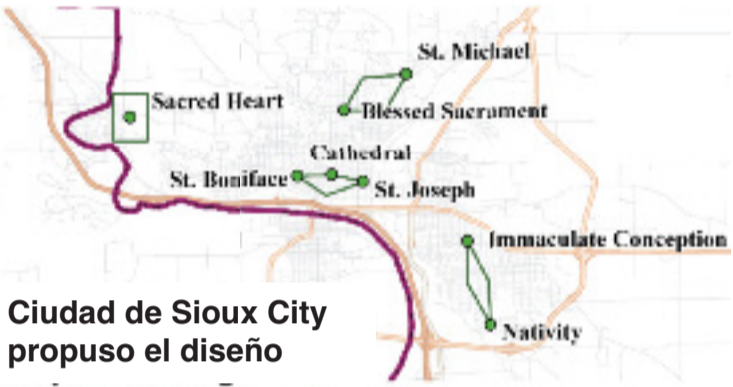 St. Michael
Sacred Heart
Blessed Sacrament
Cathedral
St. Boniface
St. Joseph
Immaculate Conception
Nativity
Ciudad de Sioux City
propuso el diseño